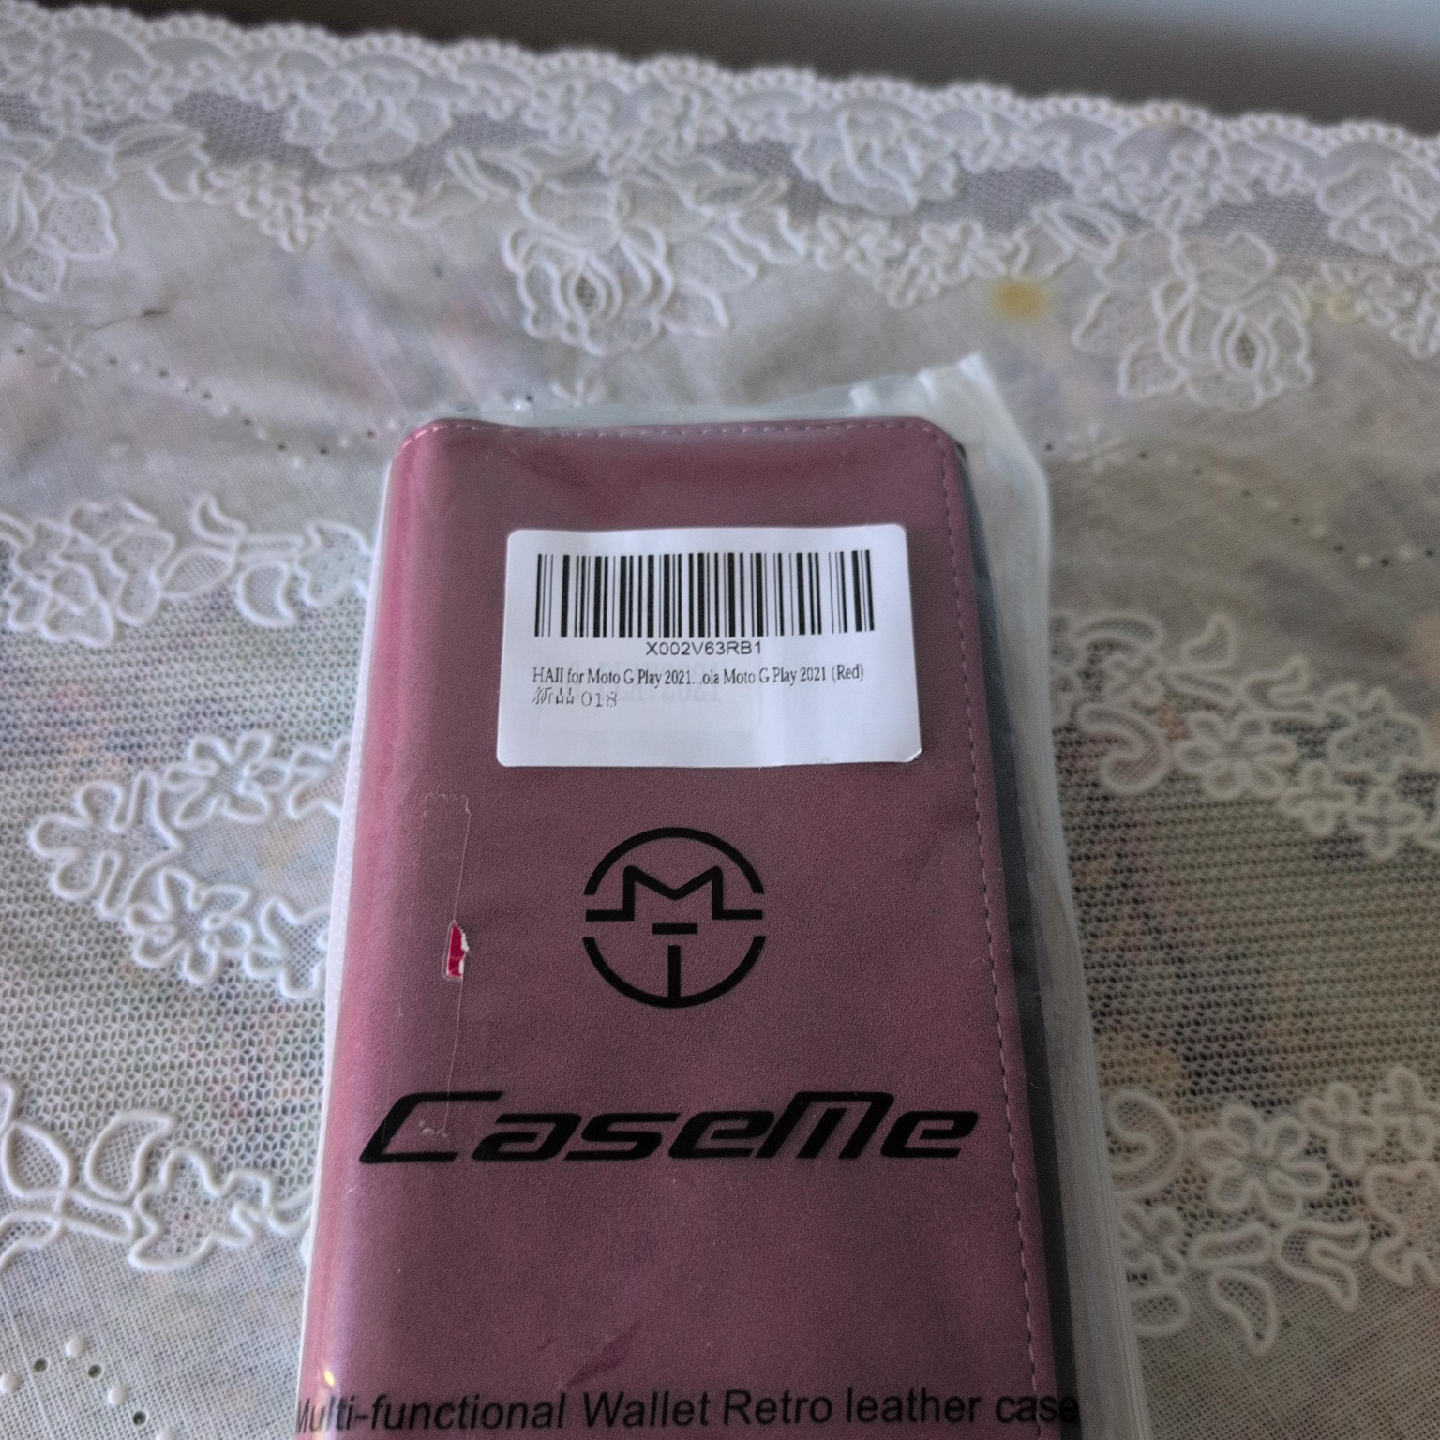 X002V63RB1
HAII for Moto G Play 2021...ola Moto G Play 2021 (Red)
新品 018
CaseMe
Multi-functional Wallet Retro leather case